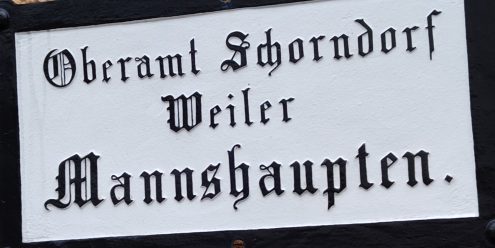 Oberamt Schorndorf
Weiler
Mannshaupten.